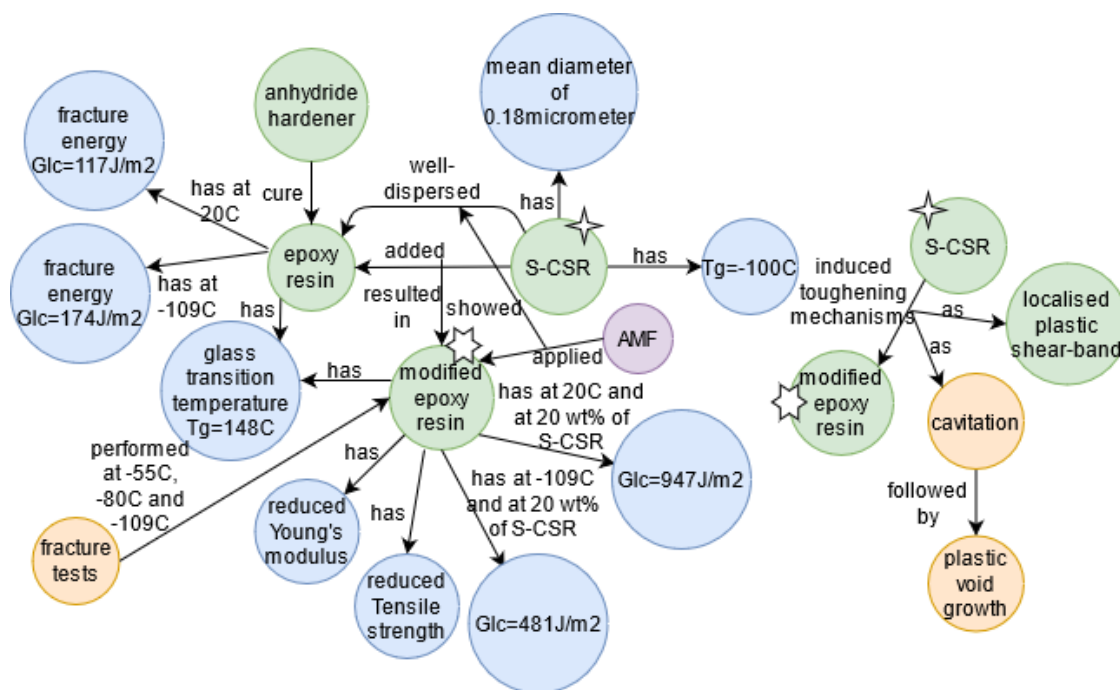 mean diameter
of
0.18micrometer
anhydride
hardener
fracture
energy
GIc=117J/m2
well-
dispersed
has at
20C
cure
has
S-CSR
epoxy
resin
added
S-CSR
has
Tg=-100C
fracture
energy
GIc=174J/m2
has at
-109C
has
resulted
in
showed
applied
AMF
induced
toughening
mechanisms
as
localised
plastic
shear-band
as
glass
transition
temperature
Tg=148C
has
modified
epoxy
resin
has at 20C and
at 20 wt% of
S-CSR
GIc=947J/m2
modified
epoxy
resin
cavitation
performed
at -55C,
-80C and
-109C
has
has
has at -109C
and at 20 wt%
of S-CSR
followed
by
fracture
tests
reduced
Young's
modulus
reduced
Tensile
strength
GIc=481J/m2
plastic
void
growth